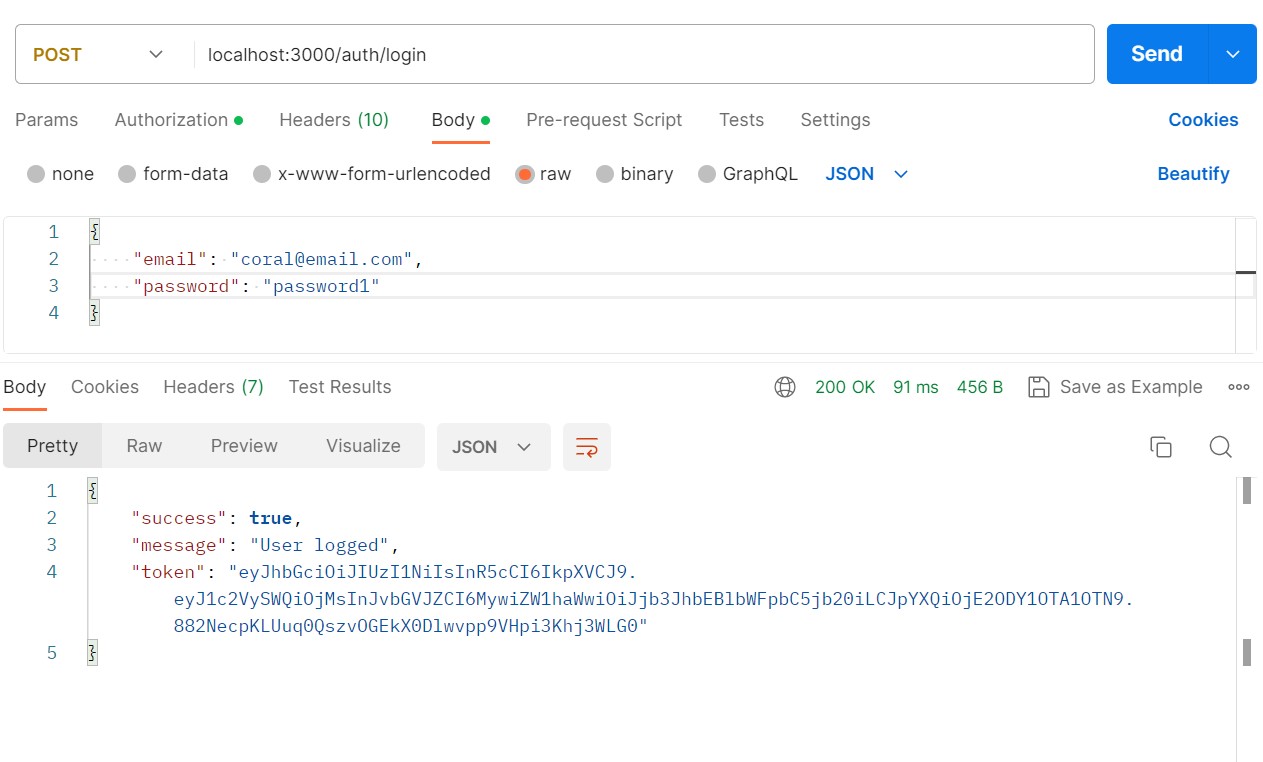 POST localhost:3000/auth/login Send
Params Authorization Headers (10) Body Pre-request Script Tests Settings Cookies
none form-data x-www-form-urlencoded raw binary GraphQL JSON Beautify
1 {
2 "email": "coral@email.com",
3 "password": "password1"
4 }
Body Cookies Headers (7) Test Results 200 OK 91 ms 456 B Save as Example
Pretty Raw Preview Visualize JSON
1 {
2 "success": true,
3 "message": "User logged",
4 "token": "eyJhbGciOiJIUzI1NiIsInR5cCI6IkpXVCJ9.
eyJ1c2VySWQiOjMsInJvbGVJZCI6MywiZW1haWwiOiJjb3JhbEBlbWFpbC5jb20iLCJpYXQiOjE2ODY1OTA1OTN9.
882NecpKLUuq0QszvOGEkX0Dlwvpp9VHpi3Khj3WLG0"
5 }